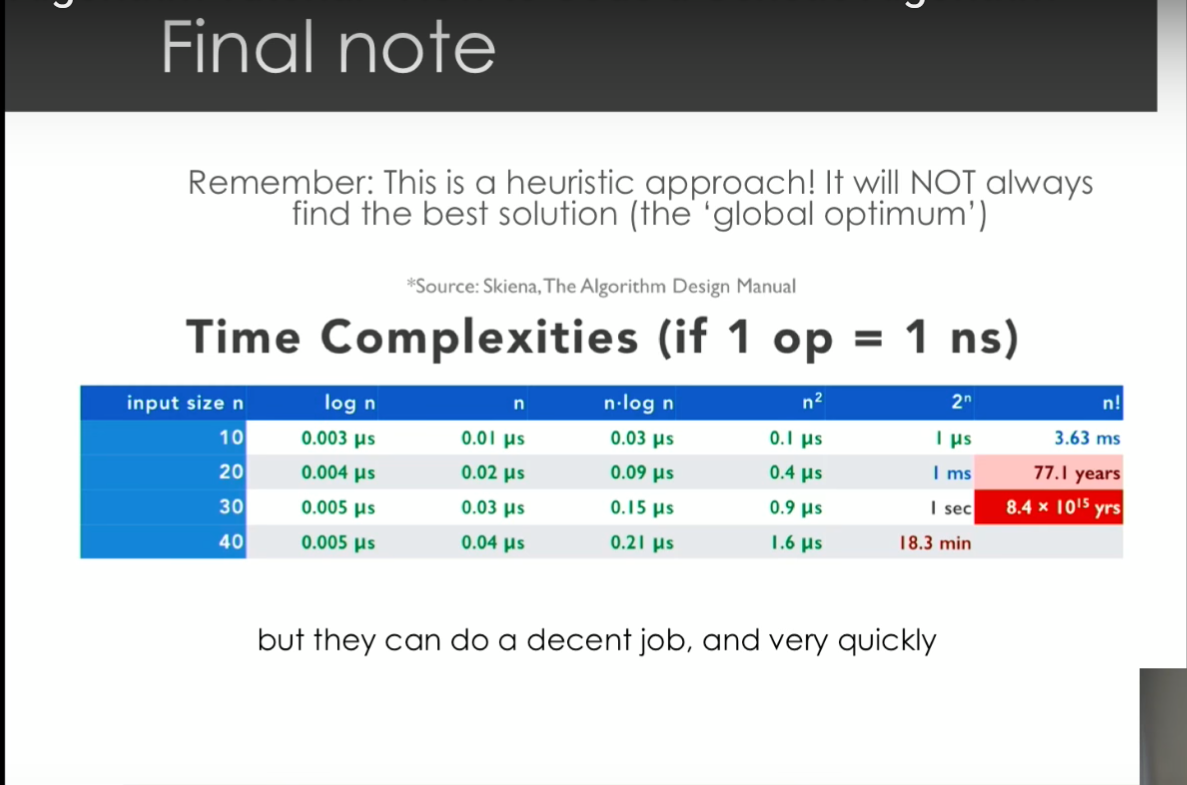 Final note
Remember: This is a heuristic approach! It will NOT always
find the best solution (the ‘global optimum’)
*Source: Skiena, The Algorithm Design Manual
Time Complexities (if 1 op = 1 ns)
input size n log n n n·log n n² 2ⁿ n!
10 0.003 µs 0.01 µs 0.03 µs 0.1 µs 1 µs 3.63 ms
20 0.004 µs 0.02 µs 0.09 µs 0.4 µs 1 ms 77.1 years
30 0.005 µs 0.03 µs 0.15 µs 0.9 µs 1 sec 8.4 × 10¹⁵ yrs
40 0.005 µs 0.04 µs 0.21 µs 1.6 µs 18.3 min
but they can do a decent job, and very quickly